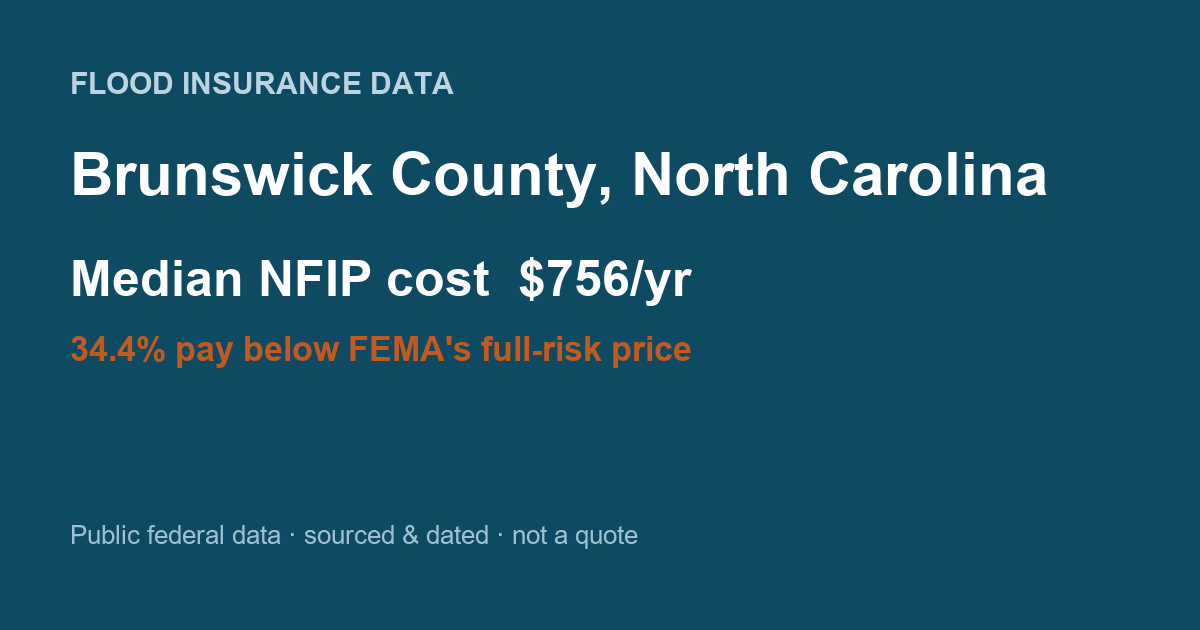 FLOOD INSURANCE DATA
Brunswick County, North Carolina
Median NFIP cost  $756/yr
34.4% pay below FEMA's full-risk price
Public federal data · sourced & dated · not a quote